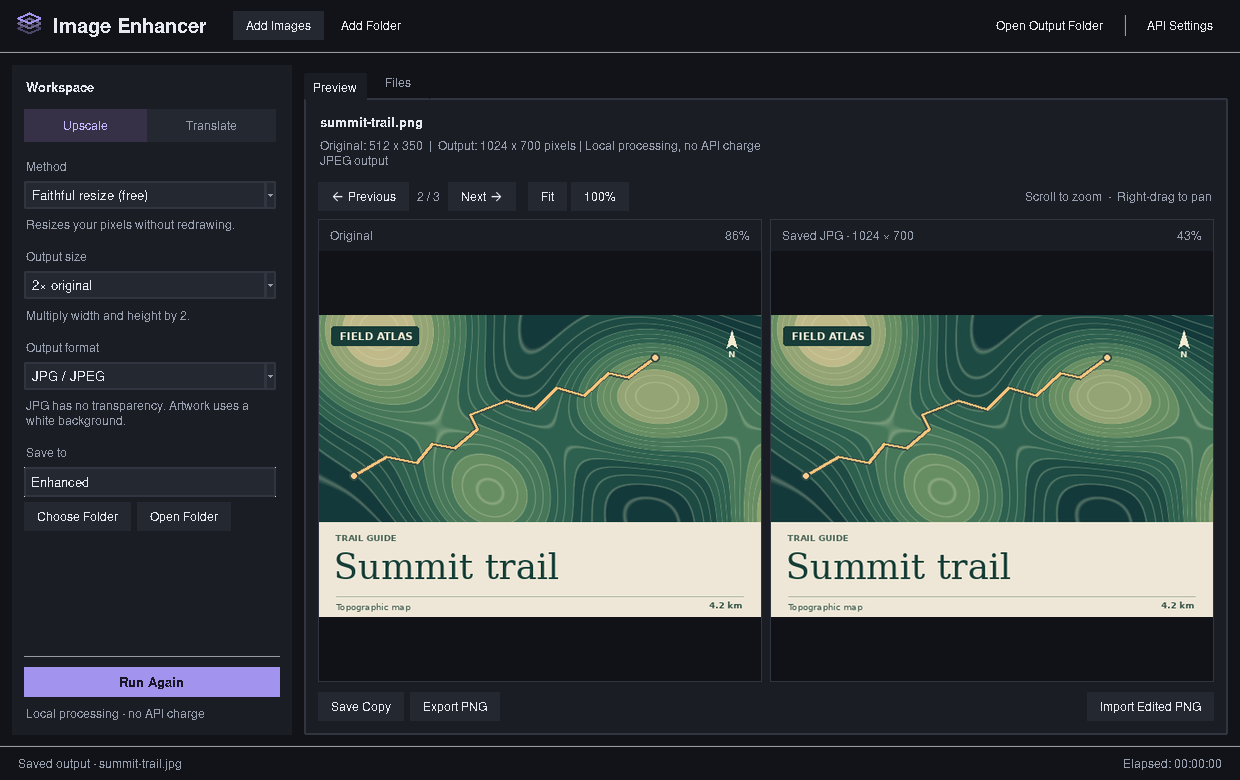 Image Enhancer
Add Images
Add Folder
Open Output Folder
API Settings
Workspace
Upscale
Translate
Method
Faithful resize (free)
Resizes your pixels without redrawing.
Output size
2× original
Multiply width and height by 2.
Output format
JPG / JPEG
JPG has no transparency. Artwork uses a
white background.
Save to
Enhanced
Choose Folder
Open Folder
Run Again
Local processing · no API charge
Preview
Files
summit-trail.png
Original: 512 x 350 | Output: 1024 x 700 pixels | Local processing, no API charge
JPEG output
← Previous
2 / 3
Next →
Fit
100%
Scroll to zoom · Right-drag to pan
Original
86%
FIELD ATLAS
N
TRAIL GUIDE
Summit trail
Topographic map
4.2 km
Saved JPG · 1024 × 700
43%
FIELD ATLAS
N
TRAIL GUIDE
Summit trail
Topographic map
4.2 km
Save Copy
Export PNG
Import Edited PNG
Saved output · summit-trail.jpg
Elapsed: 00:00:00